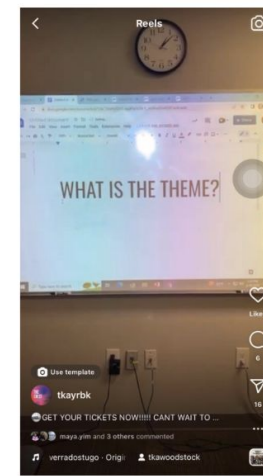 Reels
WHAT IS THE THEME?
Like
6
Use template
tkayrbk
GET YOUR TICKETS NOW!!!!! CANT WAIT TO ...
16
maya.yim and 3 others commented
verradostugo · Origi
tkawoodstock